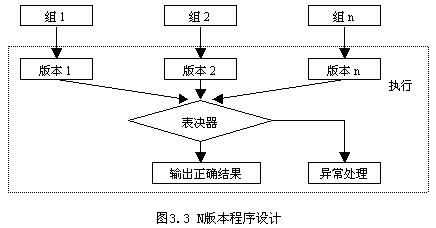 组1 组2 组n
版本1 版本2 版本n
执行
表决器
输出正确结果 异常处理
图3.3 N版本程序设计